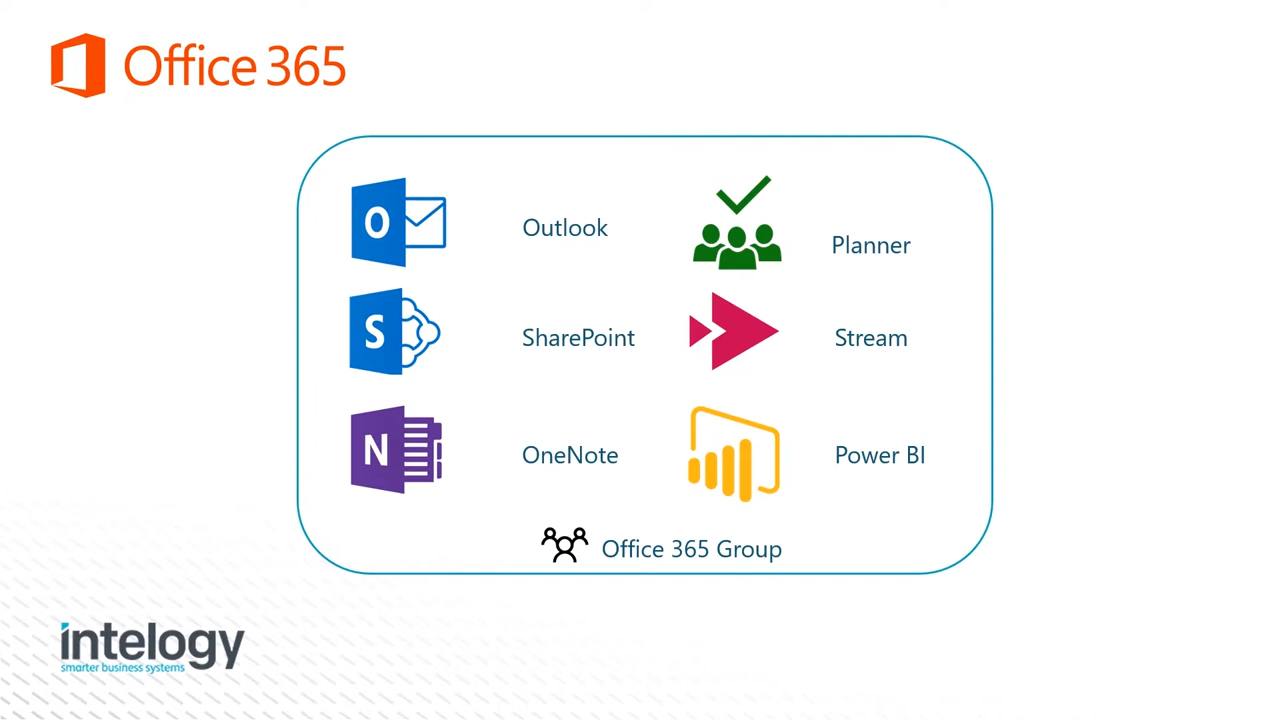 Office 365
O
Outlook
Planner
S
SharePoint
Stream
N
OneNote
Power BI
Office 365 Group
intelogy
smarter business systems